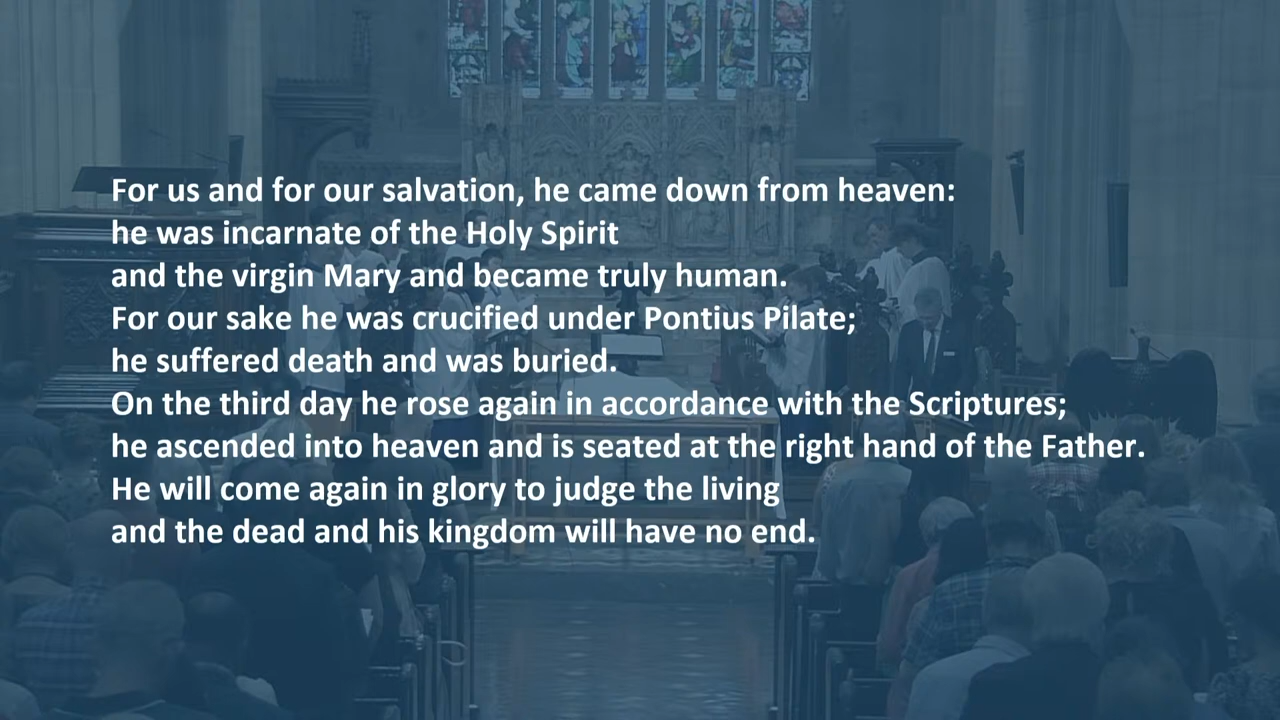 For us and for our salvation, he came down from heaven:
he was incarnate of the Holy Spirit
and the virgin Mary and became truly human.
For our sake he was crucified under Pontius Pilate;
he suffered death and was buried.
On the third day he rose again in accordance with the Scriptures;
he ascended into heaven and is seated at the right hand of the Father.
He will come again in glory to judge the living
and the dead and his kingdom will have no end.